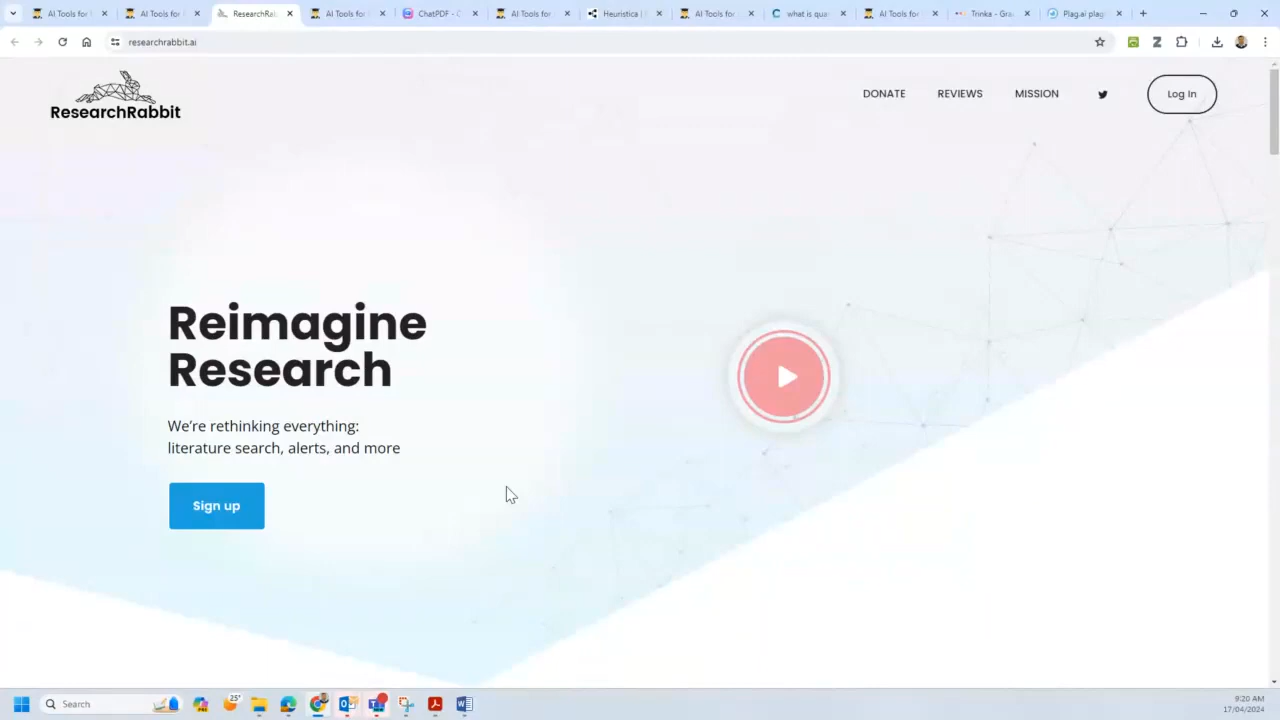 AI Tools for
AI Tools for
ResearchRab
AI Tools for
ChatPDF - C
AI Tools for
Heuristica |
AI Tools for
what is qua
AI Tools for
Trinka - Gra
Plag.ai plag
researchrabbit.ai
ResearchRabbit
DONATE
REVIEWS
MISSION
Log In
Reimagine
Research
We're rethinking everything:
literature search, alerts, and more
Sign up
Search
25°
9:20 AM
17/04/2024